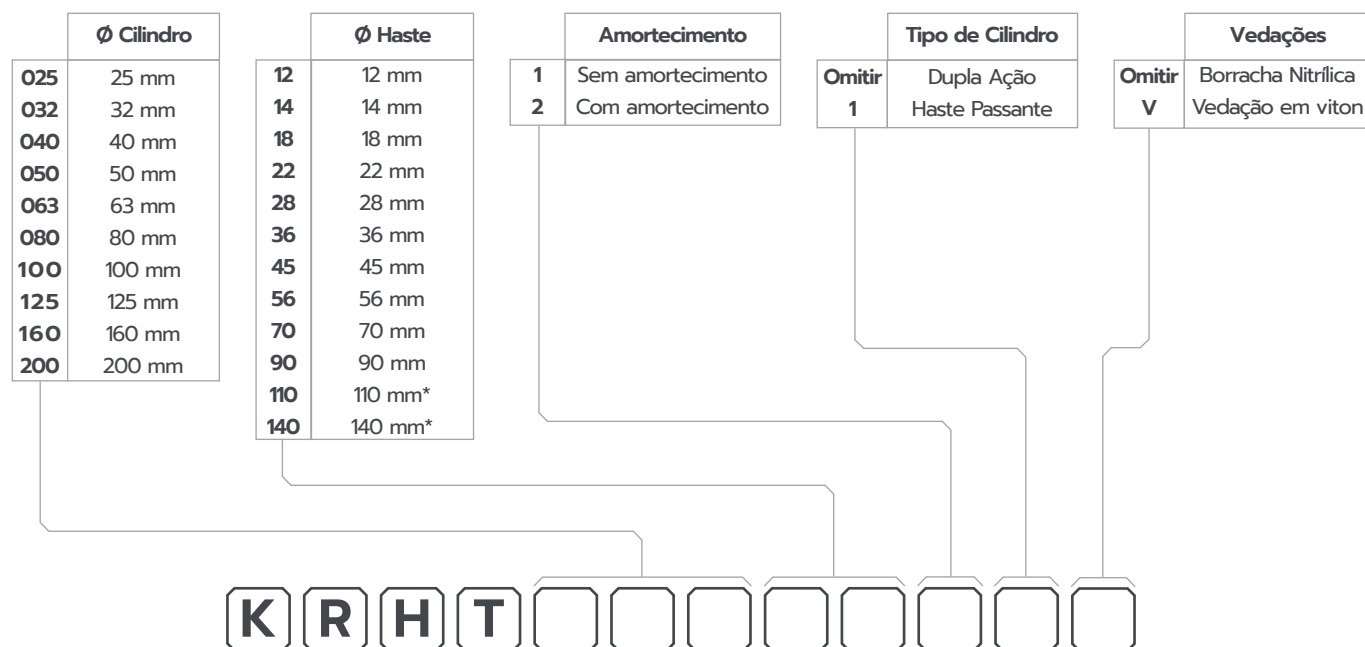 Ø Cilindro
025 25 mm
032 32 mm
040 40 mm
050 50 mm
063 63 mm
080 80 mm
100 100 mm
125 125 mm
160 160 mm
200 200 mm
Ø Haste
12 12 mm
14 14 mm
18 18 mm
22 22 mm
28 28 mm
36 36 mm
45 45 mm
56 56 mm
70 70 mm
90 90 mm
110 110 mm*
140 140 mm*
Amortecimento
1 Sem amortecimento
2 Com amortecimento
Tipo de Cilindro
Omitir Dupla Ação
1 Haste Passante
Vedações
Omitir Borracha Nitrílica
V Vedação em viton
K R H T